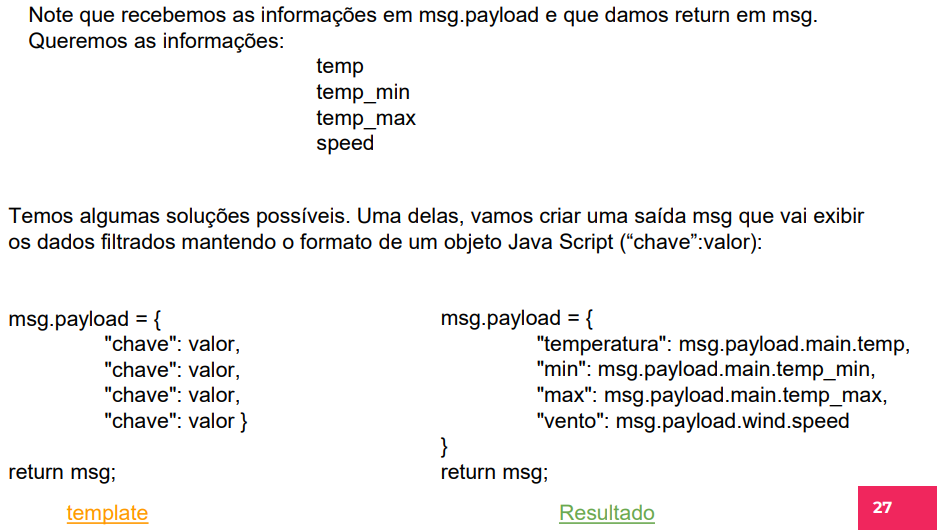 Note que recebemos as informações em msg.payload e que damos return em msg.
Queremos as informações:
temp
temp_min
temp_max
speed
Temos algumas soluções possíveis. Uma delas, vamos criar uma saída msg que vai exibir
os dados filtrados mantendo o formato de um objeto Java Script (“chave”:valor):
msg.payload = {
"chave": valor,
"chave": valor,
"chave": valor,
"chave": valor }
return msg;
template
msg.payload = {
"temperatura": msg.payload.main.temp,
"min": msg.payload.main.temp_min,
"max": msg.payload.main.temp_max,
"vento": msg.payload.wind.speed
}
return msg;
Resultado
27